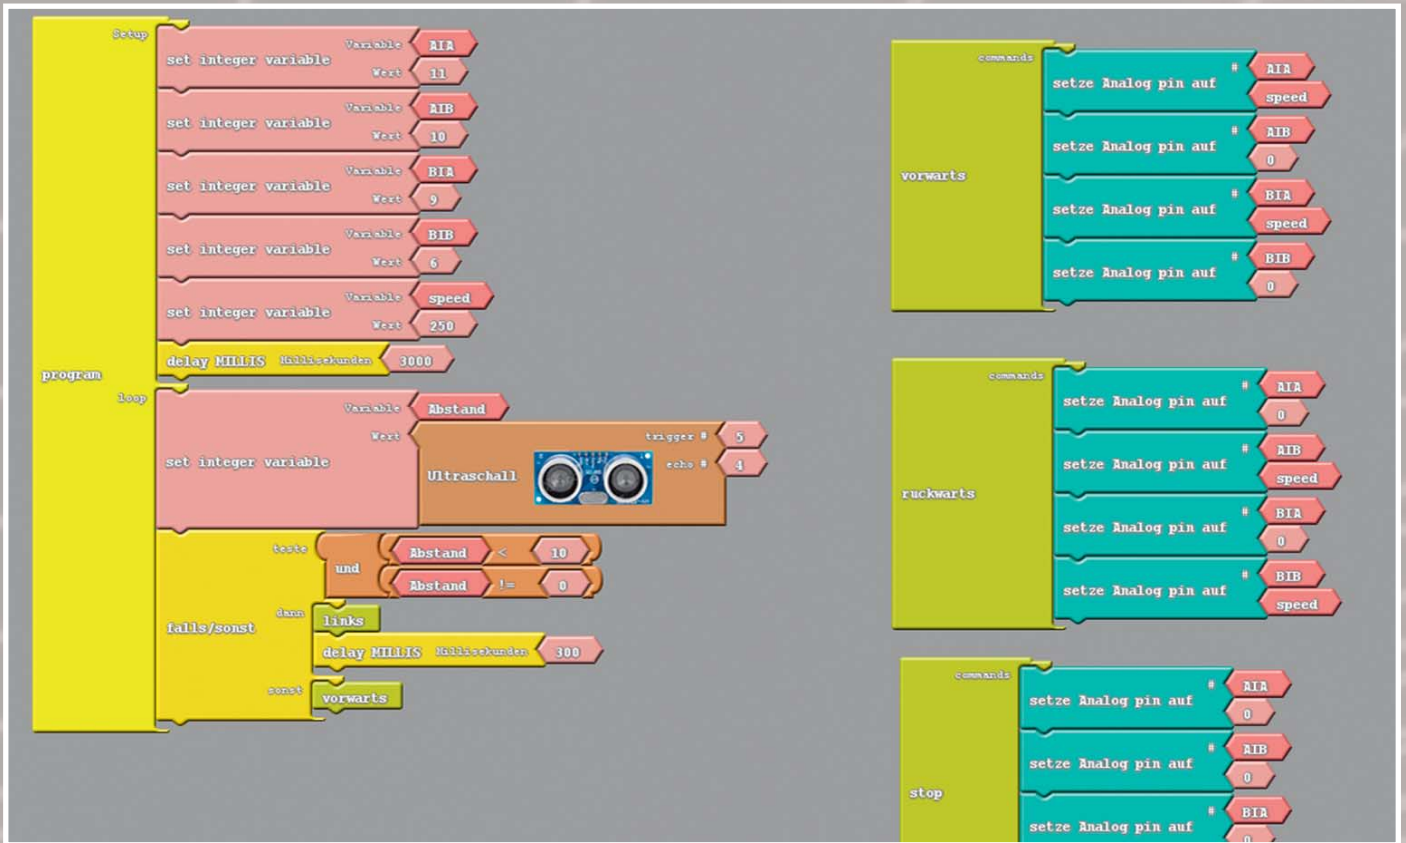 Setup
set integer variable
Variable AIA
Wert 11
set integer variable
Variable AIB
Wert 10
set integer variable
Variable BIA
Wert 9
set integer variable
Variable BIB
Wert 6
set integer variable
Variable speed
Wert 250
delay MILLIS Millisekunden 3000
program
loop
set integer variable
Variable Abstand
Wert
Ultraschall
trigger # 5
echo # 4
falls/sonst
teste
und
Abstand < 10
Abstand != 0
dann
links
delay MILLIS Millisekunden 300
sonst
vorwarts
vorwarts
commands
setze Analog pin auf
# AIA
speed
setze Analog pin auf
# AIB
0
setze Analog pin auf
# BIA
speed
setze Analog pin auf
# BIB
0
ruckwarts
commands
setze Analog pin auf
# AIA
0
setze Analog pin auf
# AIB
speed
setze Analog pin auf
# BIA
0
setze Analog pin auf
# BIB
speed
stop
commands
setze Analog pin auf
# AIA
0
setze Analog pin auf
# AIB
0
setze Analog pin auf
# BIA